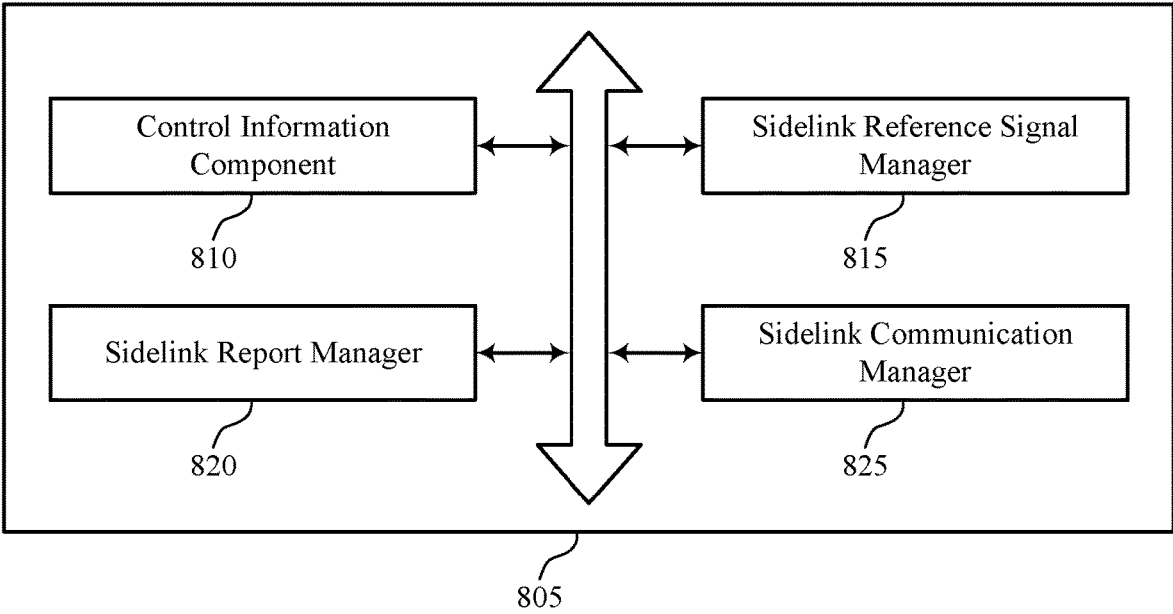 Control Information
Component
810
Sidelink Reference Signal
Manager
815
Sidelink Report Manager
820
Sidelink Communication
Manager
825
805